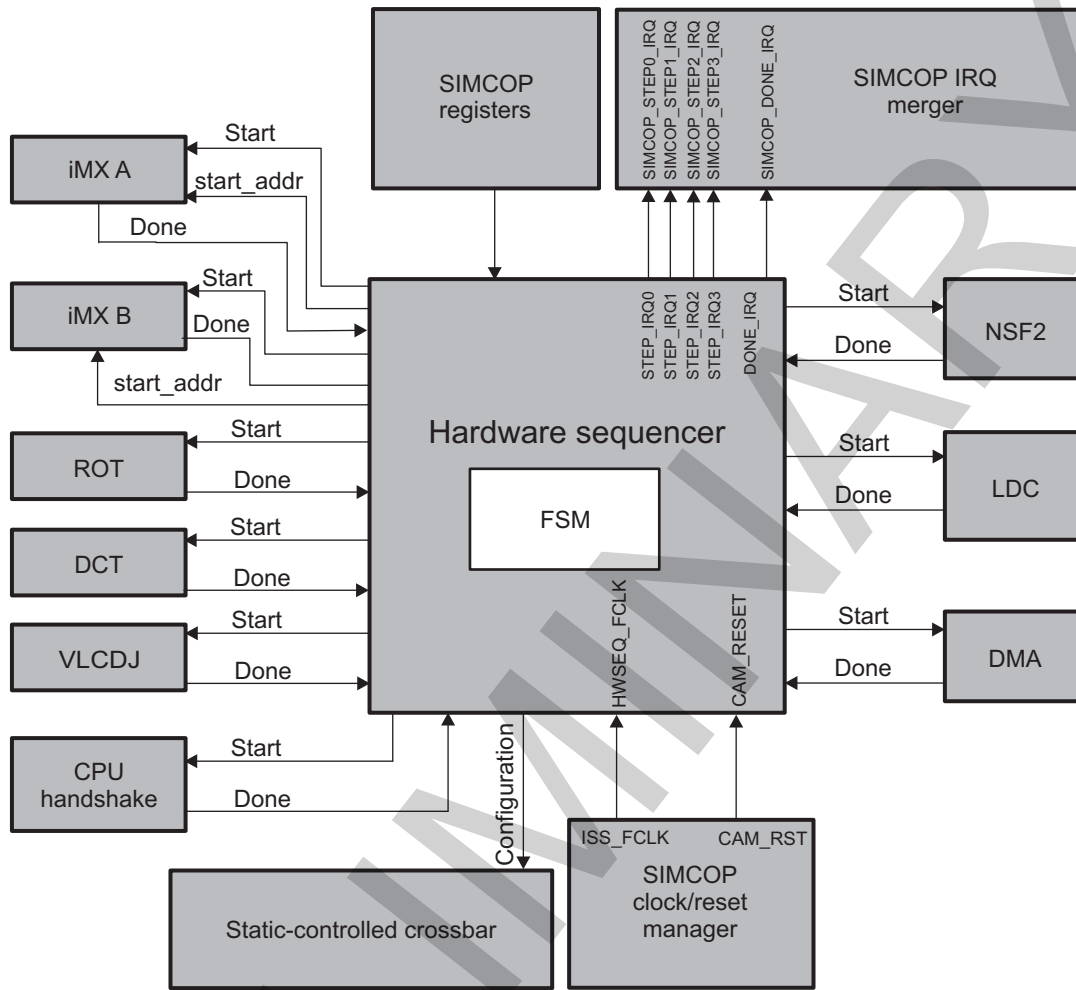 SIMCOP
registers
SIMCOP_STEP0_IRQ
SIMCOP_STEP1_IRQ
SIMCOP_STEP2_IRQ
SIMCOP_STEP3_IRQ
SIMCOP_DONE_IRQ
SIMCOP IRQ
merger
iMX A
Start
start_addr
Done
iMX B
Start
Done
start_addr
STEP_IRQ0
STEP_IRQ1
STEP_IRQ2
STEP_IRQ3
DONE_IRQ
Start
Done
NSF2
Hardware sequencer
FSM
ROT
Start
Done
Start
Done
LDC
DCT
Start
Done
VLCDJ
Start
Done
HWSEQ_FCLK
CAM_RESET
Start
Done
DMA
CPU
handshake
Start
Done
Configuration
ISS_FCLK
CAM_RST
SIMCOP
clock/reset
manager
Static-controlled crossbar